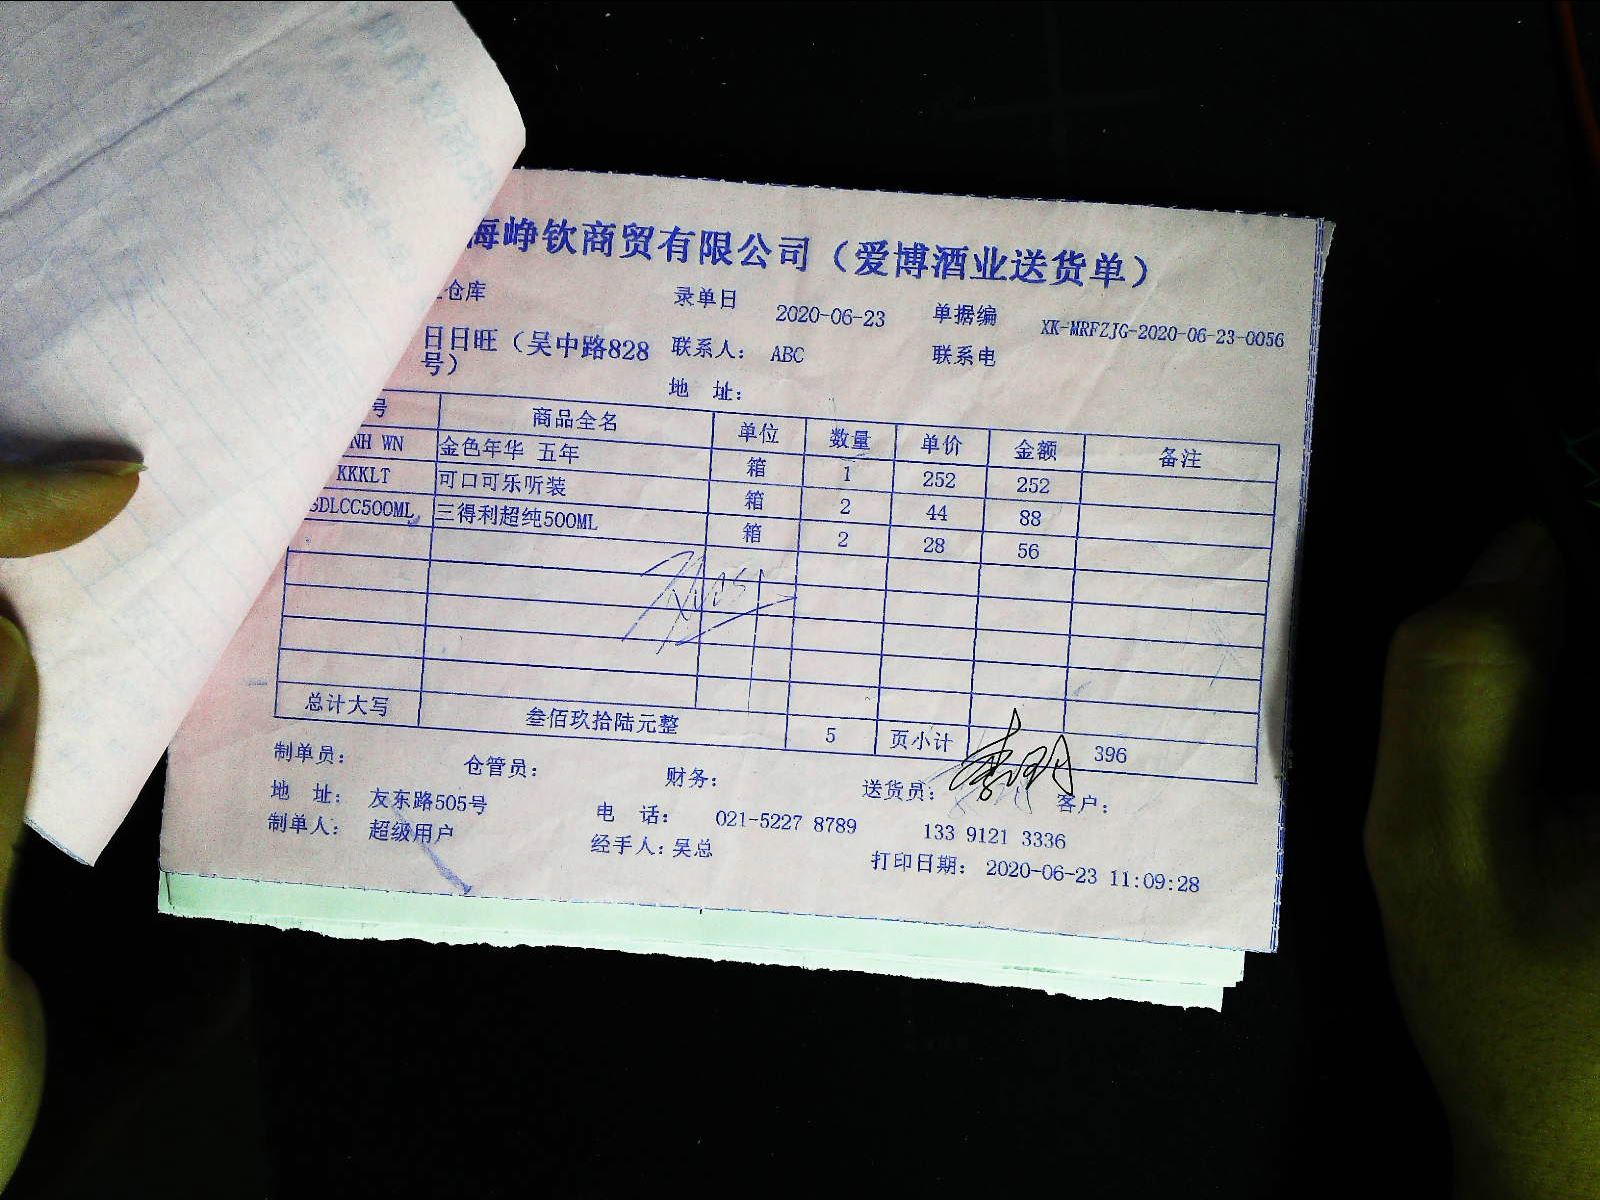 海峥钦商贸有限公司（爱博酒业送货单）
仓库 录单日 2020-06-23 单据编 XK-MRFZJG-2020-06-23-0056
日日旺（吴中路828号） 联系人： ABC 联系电
地 址：
号 商品全名 单位 数量 单价 金额 备注
NH WN 金色年华 五年 箱 1 252 252
KKKLT 可口可乐听装 箱 2 44 88
SDLCC500ML 三得利超纯500ML 箱 2 28 56
总计大写 叁佰玖拾陆元整 5 页小计 396
制单员： 仓管员： 财务： 送货员： 李明 客户：
地 址： 友东路505号 电 话： 021-5227 8789 133 9121 3336
制单人： 超级用户 经手人：吴总 打印日期： 2020-06-23 11:09:28